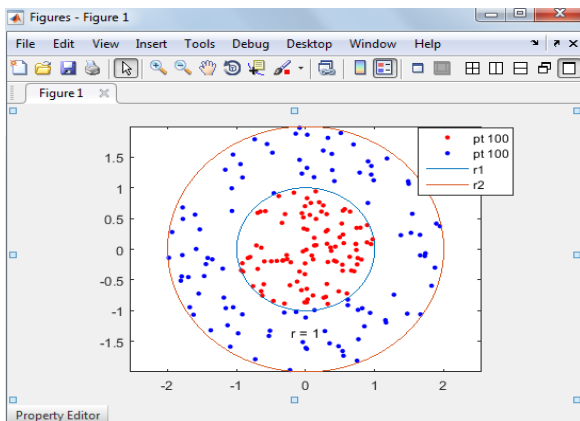 Figures - Figure 1
File Edit View Insert Tools Debug Desktop Window Help
Figure 1
pt 100
pt 100
r1
r2
1.5
1
0.5
0
-0.5
-1
-1.5
r = 1
-2 -1 0 1 2
Property Editor